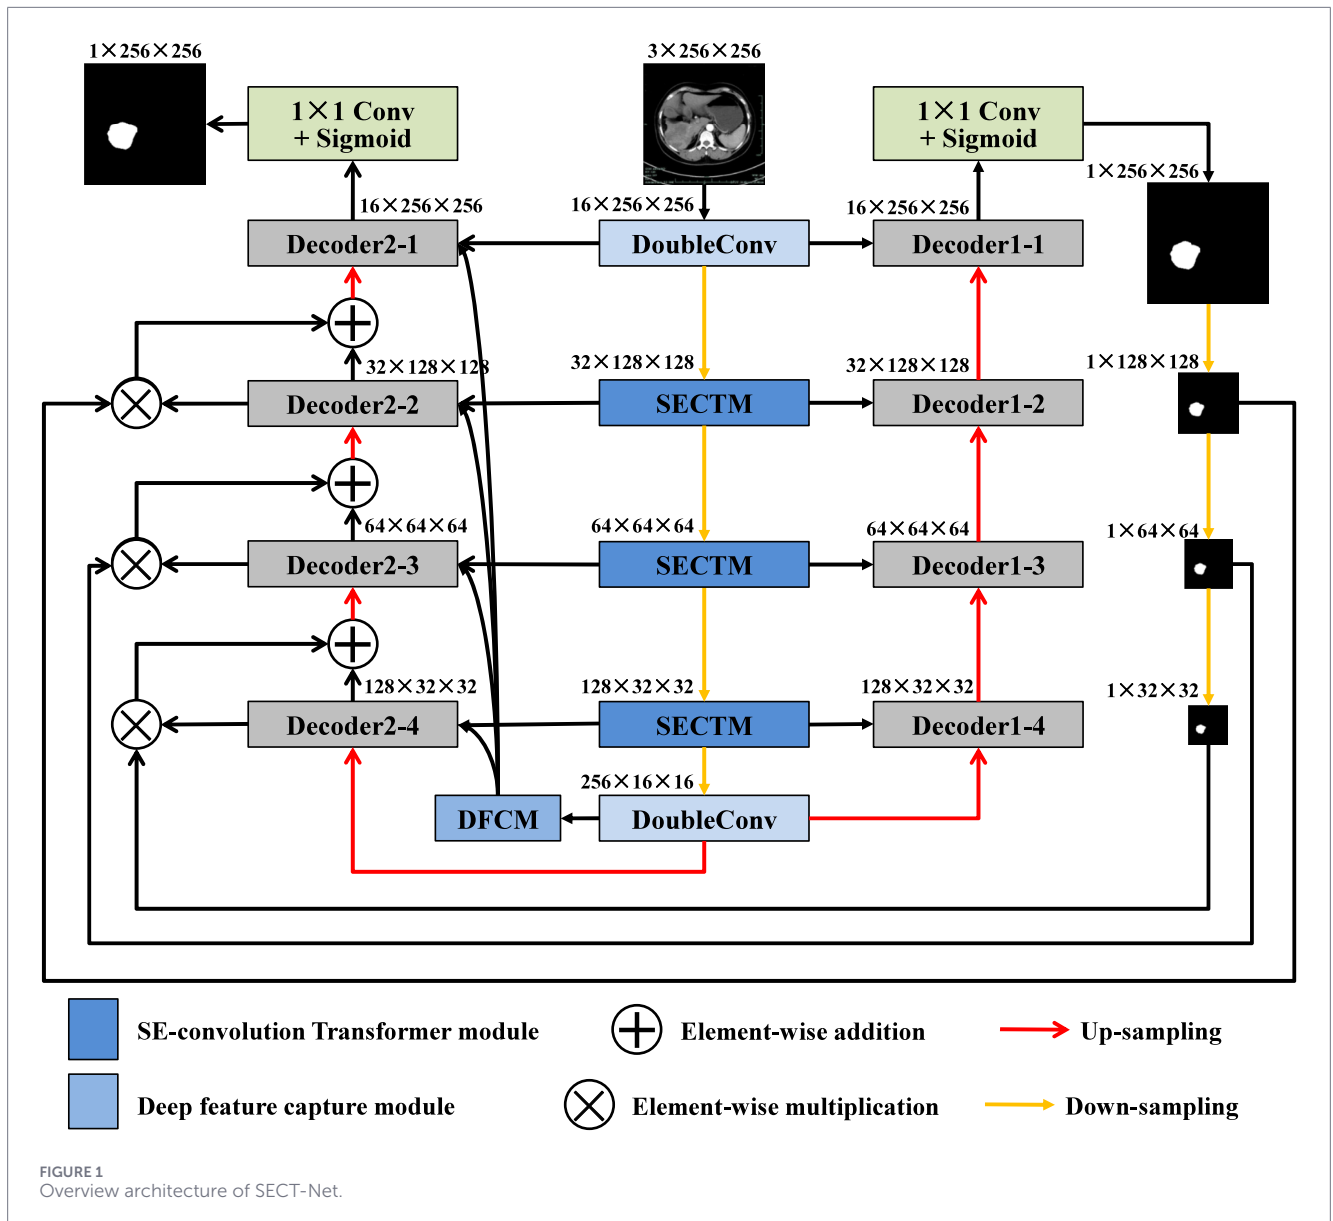 1×256×256
3×256×256
1×1 Conv
+ Sigmoid
1×1 Conv
+ Sigmoid
1×256×256
16×256×256
16×256×256
16×256×256
Decoder2-1
DoubleConv
Decoder1-1
32×128×128
32×128×128
32×128×128
1×128×128
Decoder2-2
SECTM
Decoder1-2
64×64×64
64×64×64
64×64×64
1×64×64
Decoder2-3
SECTM
Decoder1-3
128×32×32
128×32×32
128×32×32
1×32×32
Decoder2-4
SECTM
Decoder1-4
256×16×16
DFCM
DoubleConv
SE-convolution Transformer module
Element-wise addition
Up-sampling
Deep feature capture module
Element-wise multiplication
Down-sampling
FIGURE 1
Overview architecture of SECT-Net.